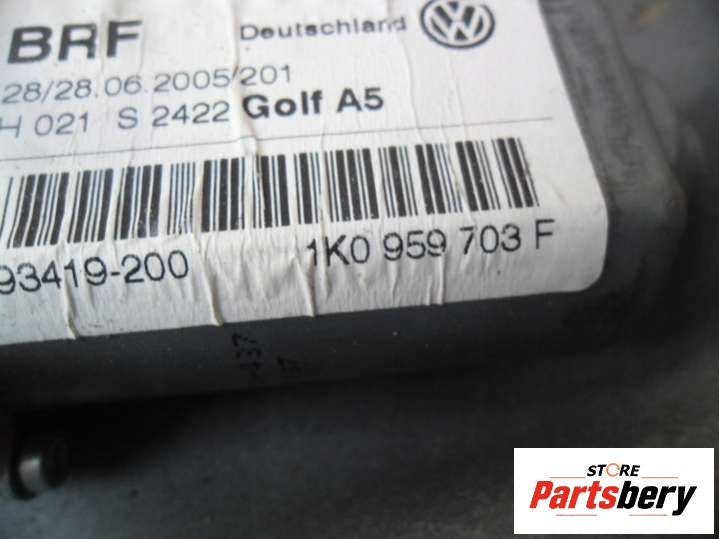 BRF Deutschland
28/28.06.2005/201
H 021 S 2422 Golf A5
93419-200 1K0 959 703 F
STORE
Partsbery